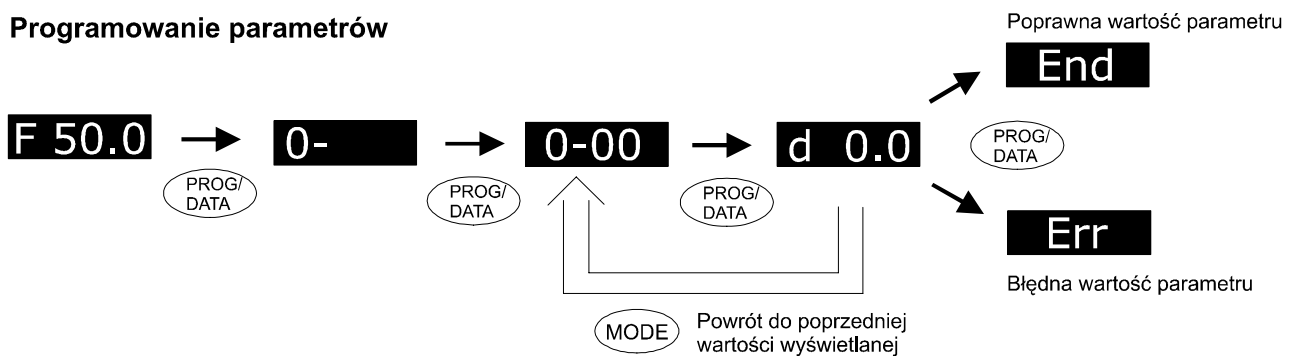 Programowanie parametrów
Poprawna wartość parametru
F 50.0
0-
0-00
d 0.0
End
PROG/
DATA
PROG/
DATA
PROG/
DATA
PROG/
DATA
Err
Błędna wartość parametru
MODE
Powrót do poprzedniej
wartości wyświetlanej